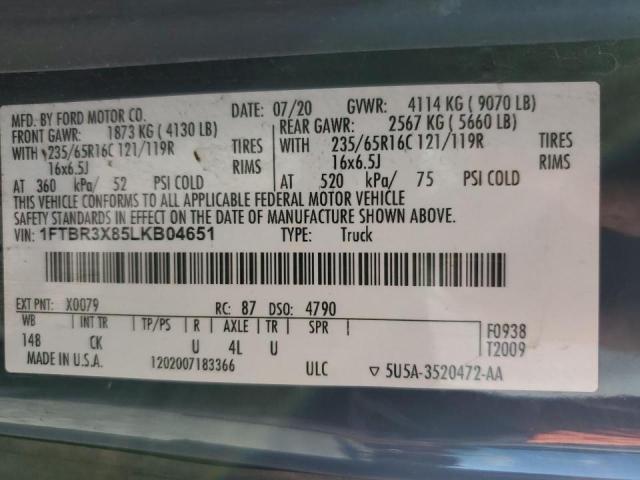 MFD. BY FORD MOTOR CO. DATE: 07/20 GVWR: 4114 KG ( 9070 LB)
FRONT GAWR: 1873 KG ( 4130 LB) REAR GAWR: 2567 KG ( 5660 LB)
WITH 235/65R16C 121/119R TIRES WITH 235/65R16C 121/119R TIRES
16x6.5J RIMS 16x6.5J RIMS
AT 360 kPa/ 52 PSI COLD AT 520 kPa/ 75 PSI COLD
THIS VEHICLE CONFORMS TO ALL APPLICABLE FEDERAL MOTOR VEHICLE
SAFETY STANDARDS IN EFFECT ON THE DATE OF MANUFACTURE SHOWN ABOVE.
VIN: 1FTBR3X85LKB04651 TYPE: Truck
EXT PNT: X0079 RC: 87 DSO: 4790
WB INT TR TP/PS R AXLE TR SPR F0938
148 CK U 4L U T2009
MADE IN U.S.A. 1202007183366 ULC ▽ 5U5A-3520472-AA